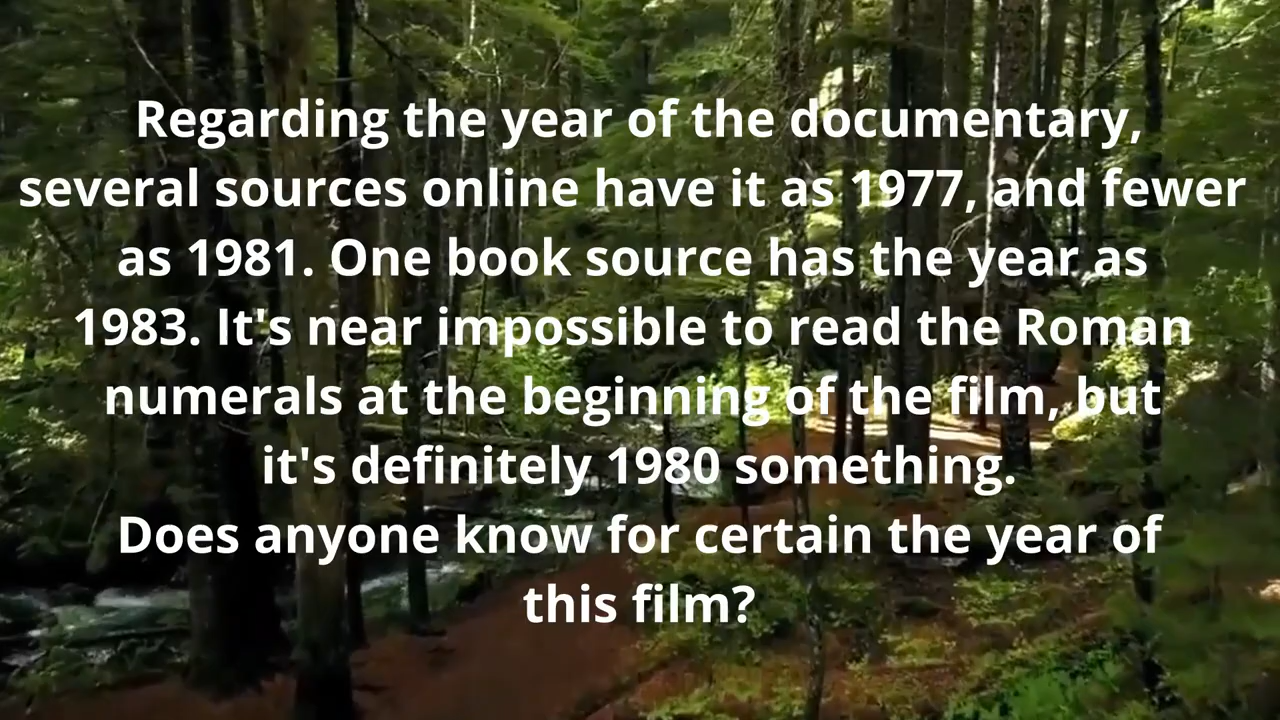 Regarding the year of the documentary,
several sources online have it as 1977, and fewer
as 1981. One book source has the year as
1983. It's near impossible to read the Roman
numerals at the beginning of the film, but
it's definitely 1980 something.
Does anyone know for certain the year of
this film?